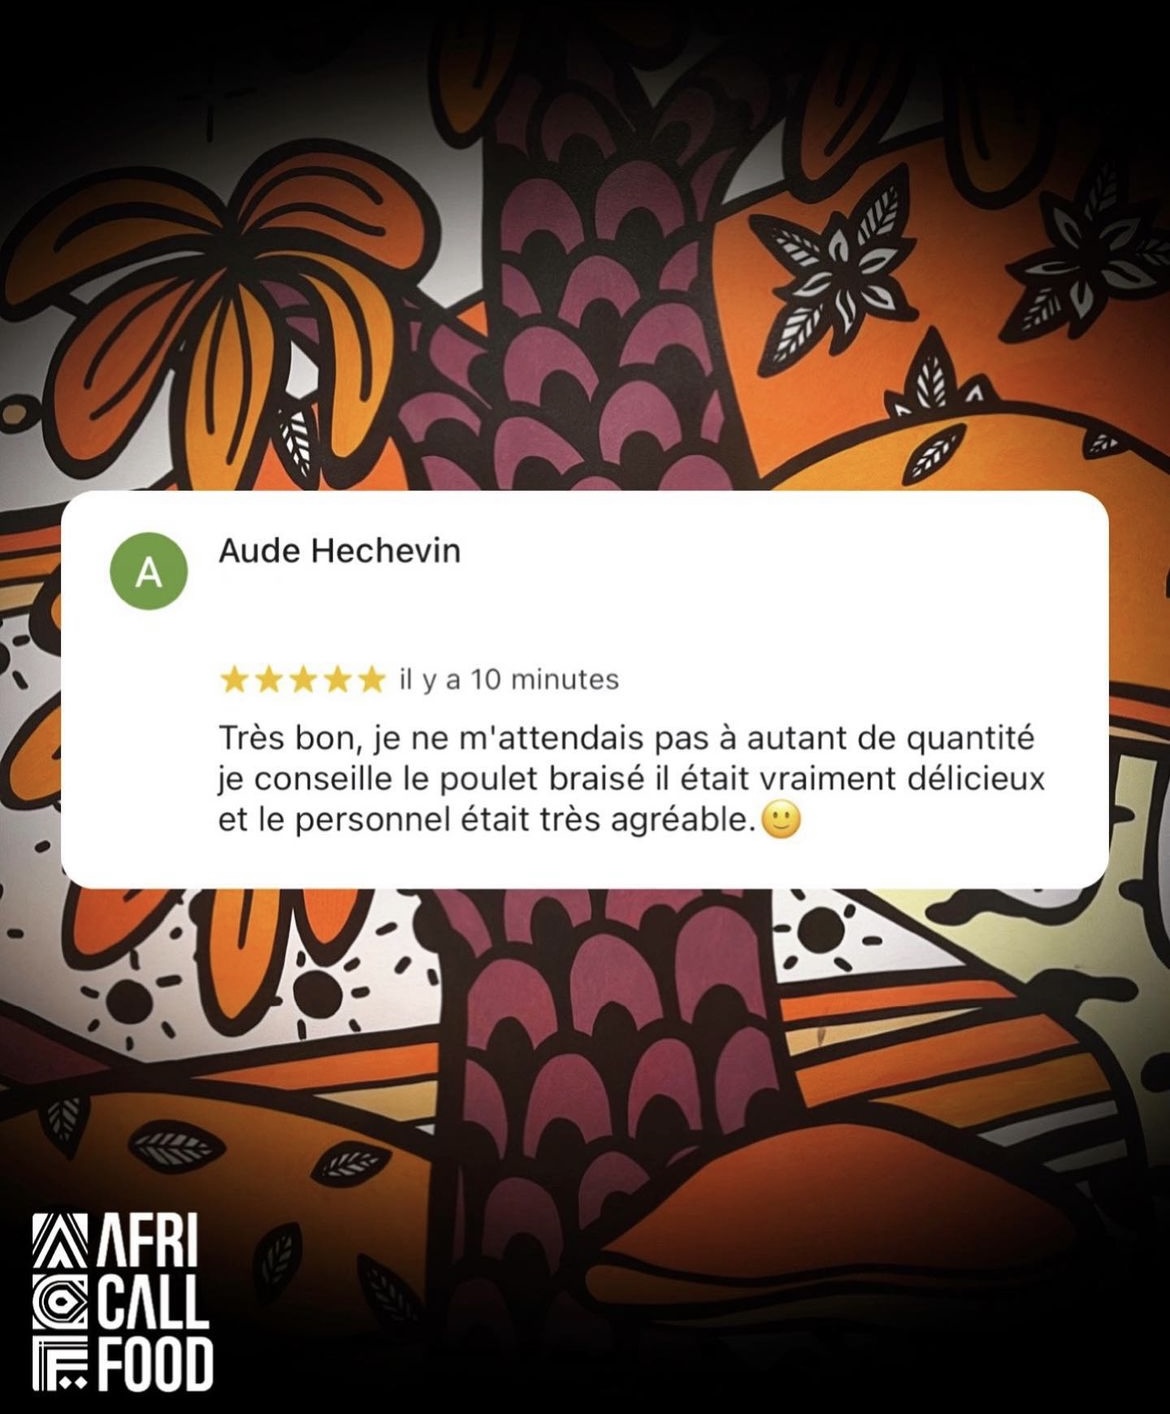 A
Aude Hechevin
il y a 10 minutes
Très bon, je ne m'attendais pas à autant de quantité
je conseille le poulet braisé il était vraiment délicieux
et le personnel était très agréable.🙂
AFRI
CALL
FOOD